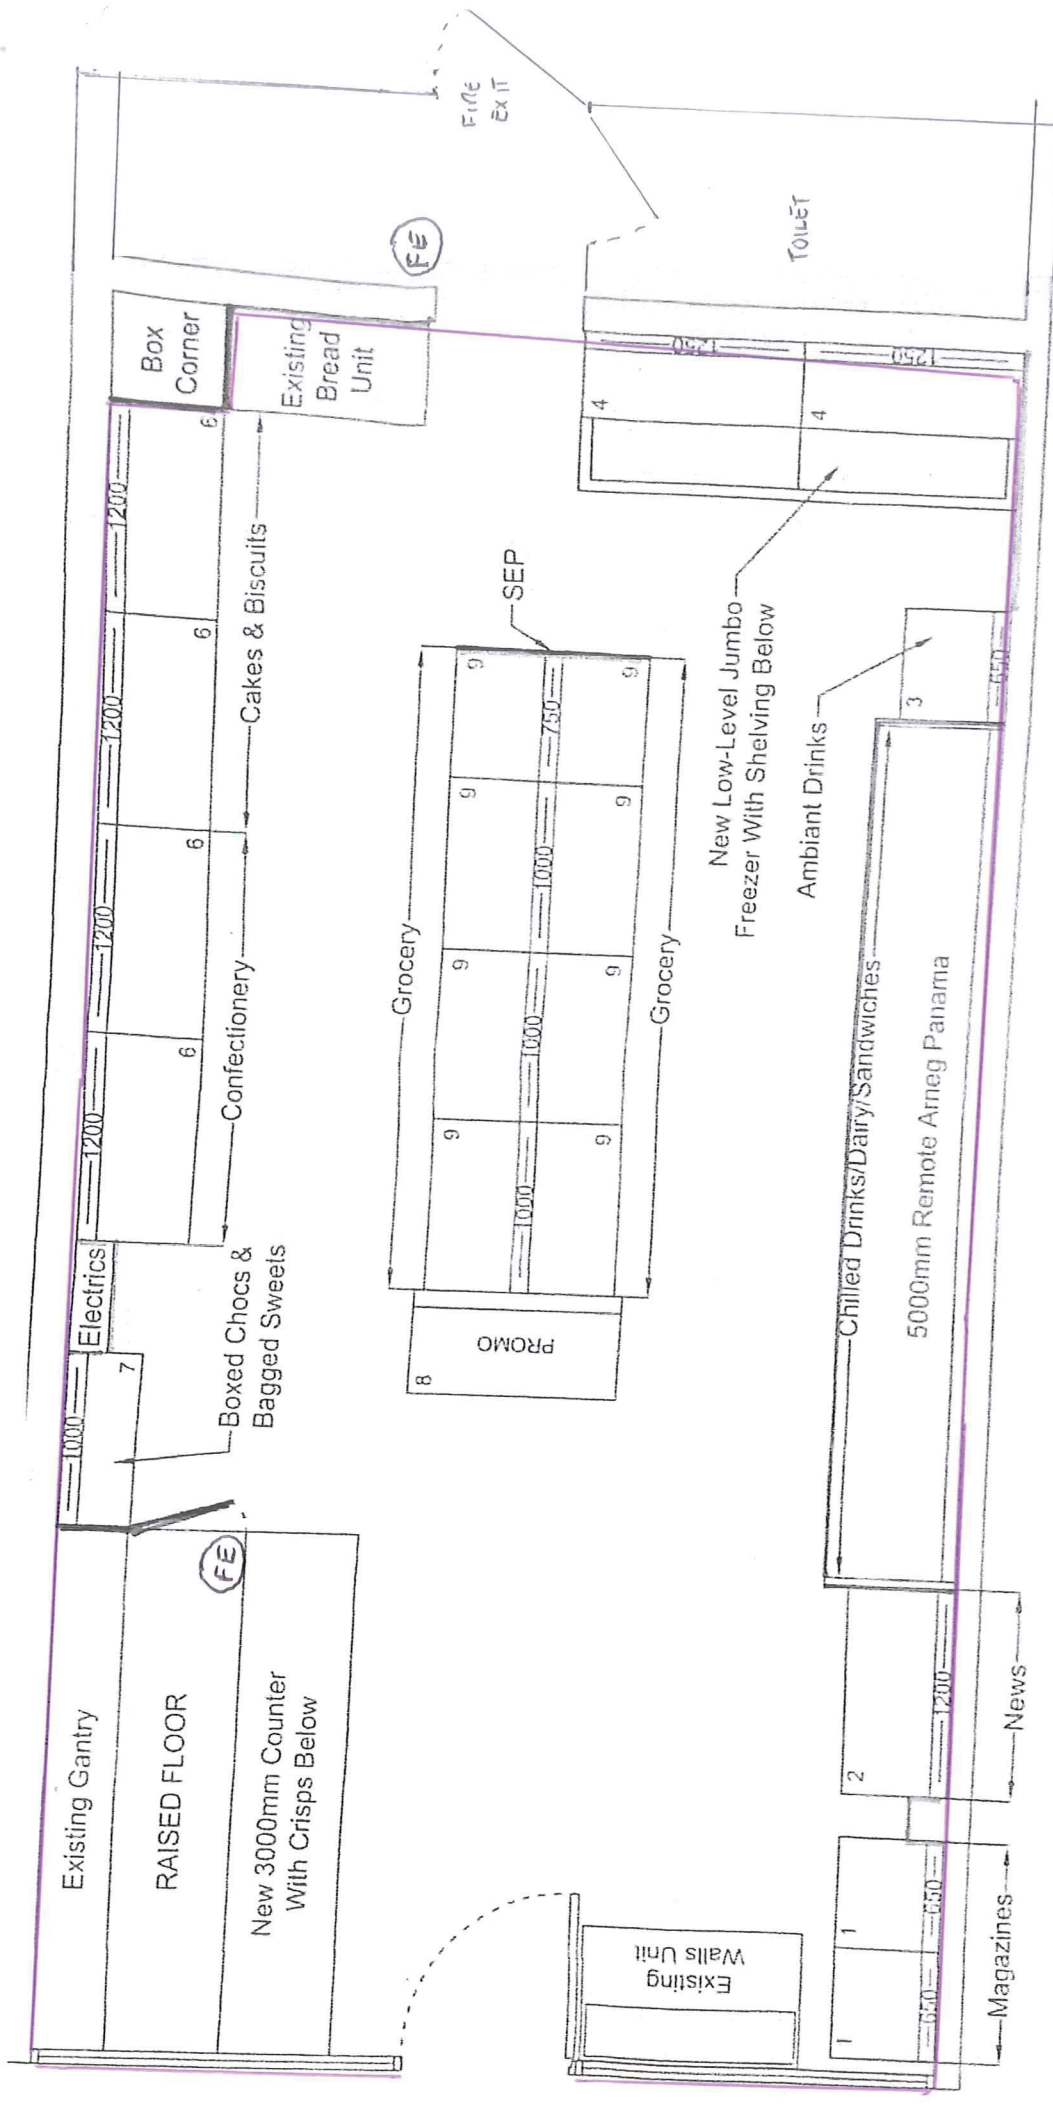 Existing Gantry
RAISED FLOOR
New 3000mm Counter
With Crisps Below
FE
1000
7
Boxed Chocs &
Bagged Sweets
Electrics
1200
1200
1200
1200
6
6
6
6
Confectionery
Cakes & Biscuits
Box
Corner
Existing
Bread
Unit
FE
FIRE
EXIT
Grocery
8
PROMO
9
9
9
9
1000
1000
1000
750
9
9
9
9
SEP
Grocery
4
4
1250
1250
TOILET
New Low-Level Jumbo
Freezer With Shelving Below
Ambiant Drinks
3
650
Existing
Walls Unit
Chilled Drinks/Dairy/Sandwiches
5000mm Remote Arneg Panama
1
1
650
650
Magazines
2
1200
News